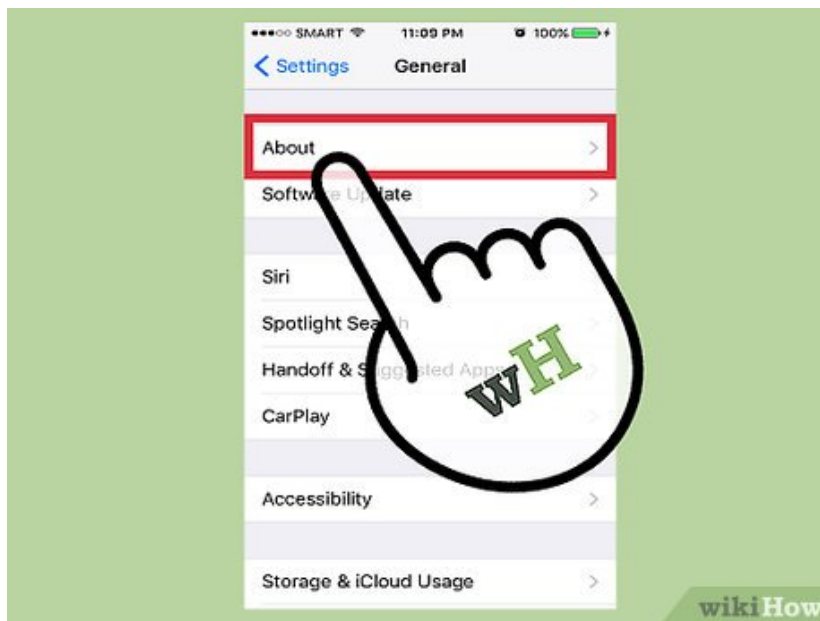 SMART 11:09 PM 100%
Settings General
About
Software Update
Siri
Spotlight Search
Handoff & Suggested Apps
CarPlay
wH
Accessibility
Storage & iCloud Usage
wikiHow